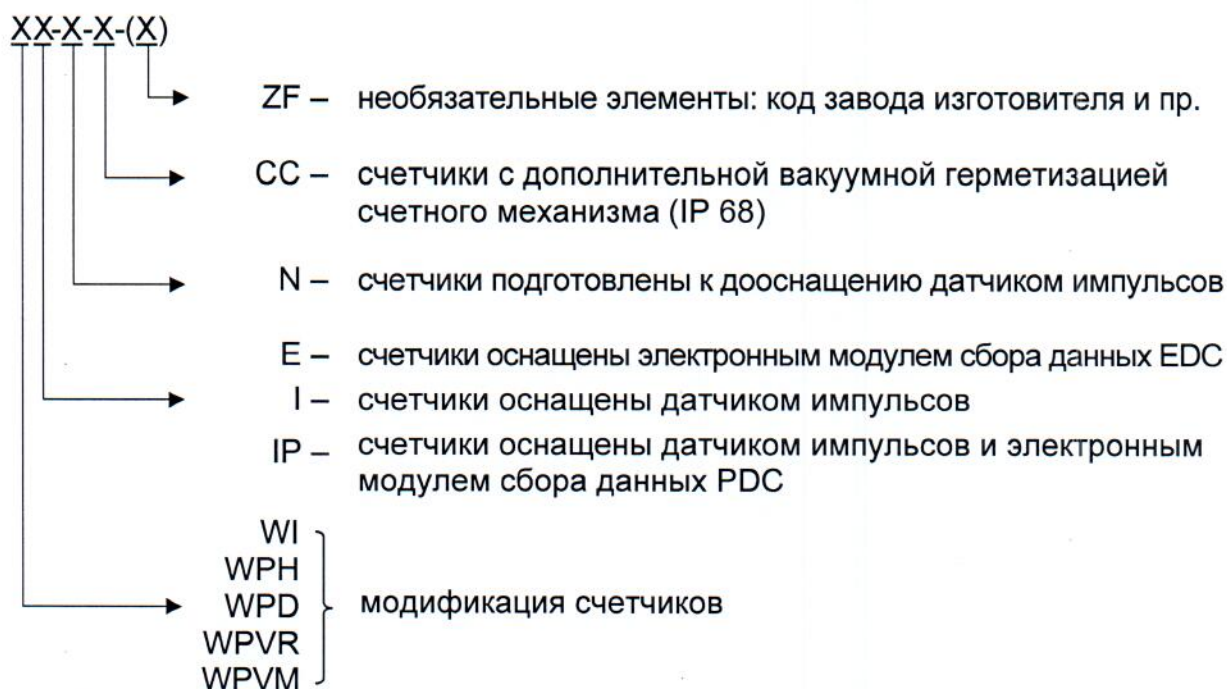 XX-X-X-(X)
ZF – необязательные элементы: код завода изготовителя и пр.
CC – счетчики с дополнительной вакуумной герметизацией
счетного механизма (IP 68)
N – счетчики подготовлены к дооснащению датчиком импульсов
E – счетчики оснащены электронным модулем сбора данных EDC
I – счетчики оснащены датчиком импульсов
IP – счетчики оснащены датчиком импульсов и электронным
модулем сбора данных PDC
WI
WPH
WPD модификация счетчиков
WPVR
WPVM